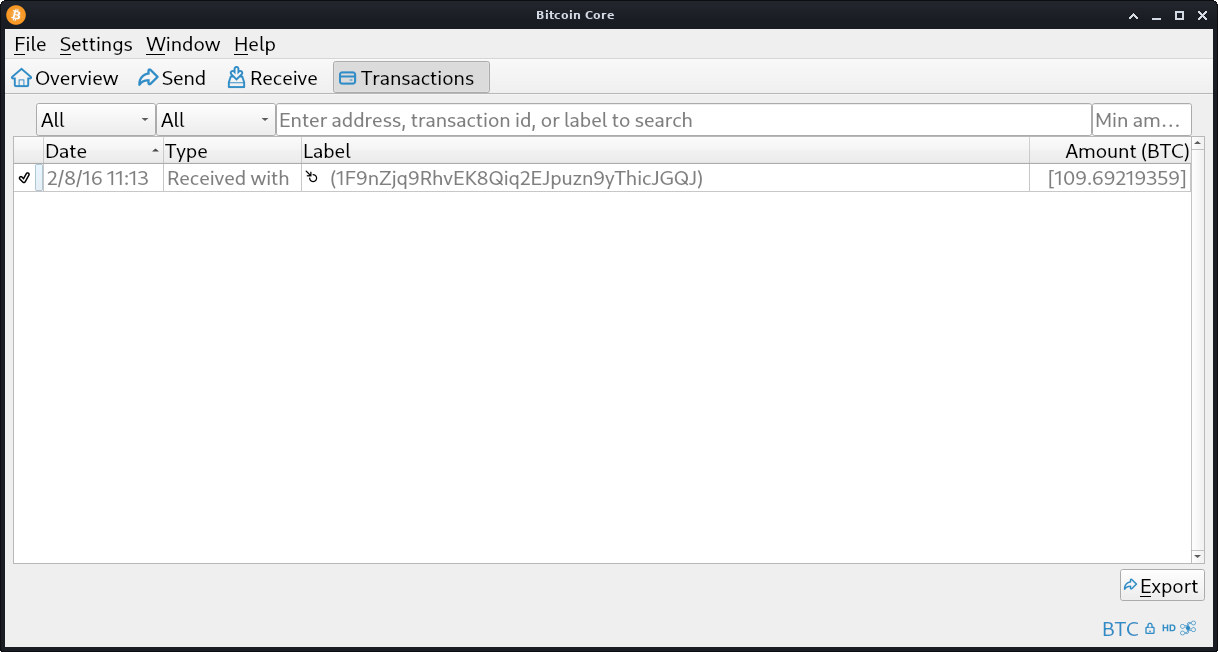 Bitcoin Core
File Settings Window Help
Overview Send Receive Transactions
All All Enter address, transaction id, or label to search Min am...
Date Type Label Amount (BTC)
2/8/16 11:13 Received with (1F9nZjq9RhvEK8Qiq2EJpuzn9yThicJGQJ) [109.69219359]
Export
BTC HD